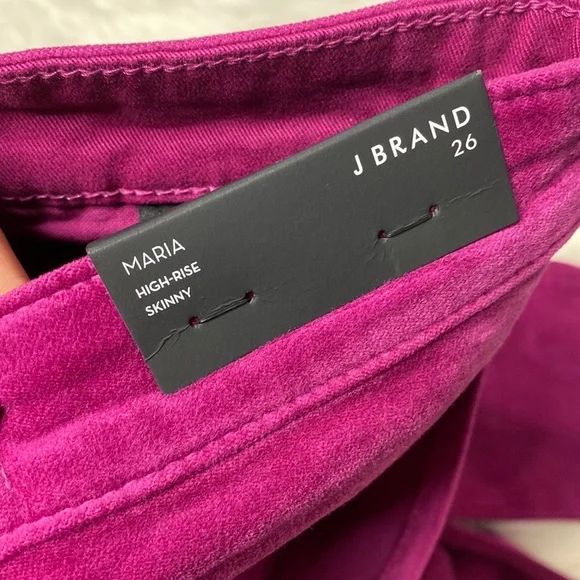 J BRAND
26
MARIA
HIGH-RISE
SKINNY